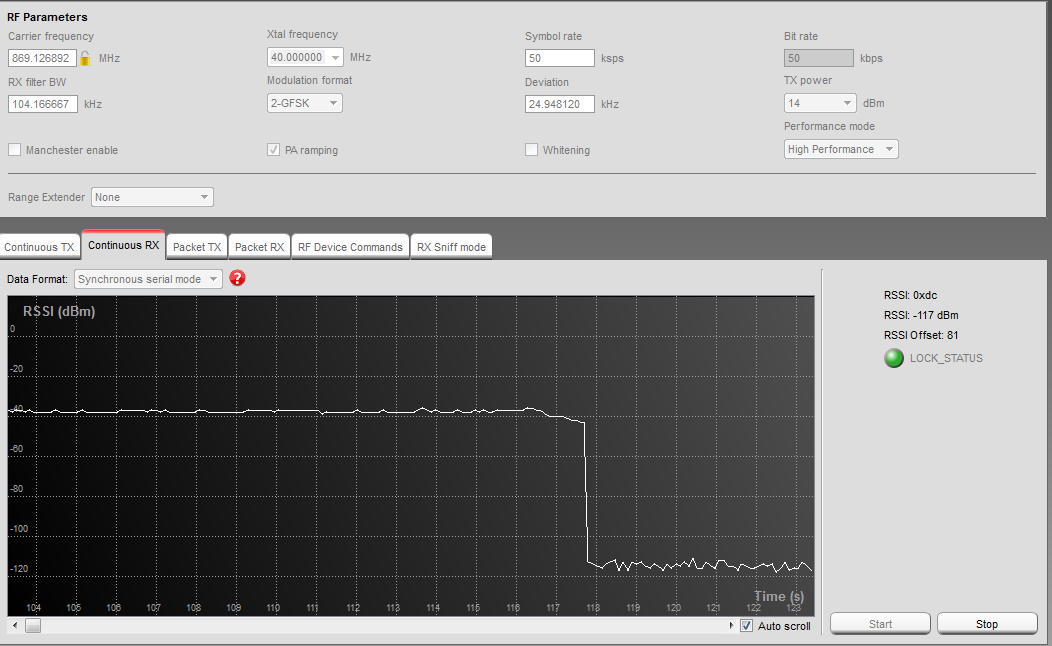 RF Parameters
Carrier frequency
Xtal frequency
Symbol rate
Bit rate
869.126892 MHz
40.000000 MHz
50 ksps
50 kbps
RX filter BW
Modulation format
Deviation
TX power
104.166667 kHz
2-GFSK
24.948120 kHz
14 dBm
Performance mode
Manchester enable
PA ramping
Whitening
High Performance
Range Extender None
Continuous TX Continuous RX Packet TX Packet RX RF Device Commands RX Sniff mode
Data Format: Synchronous serial mode ?
RSSI (dBm)
0
-20
-40
-60
-80
-100
-120
Time (s)
104 105 106 107 108 109 110 111 112 113 114 115 116 117 118 119 120 121 122 123
Auto scroll
RSSI: 0xdc
RSSI: -117 dBm
RSSI Offset: 81
LOCK_STATUS
Start Stop